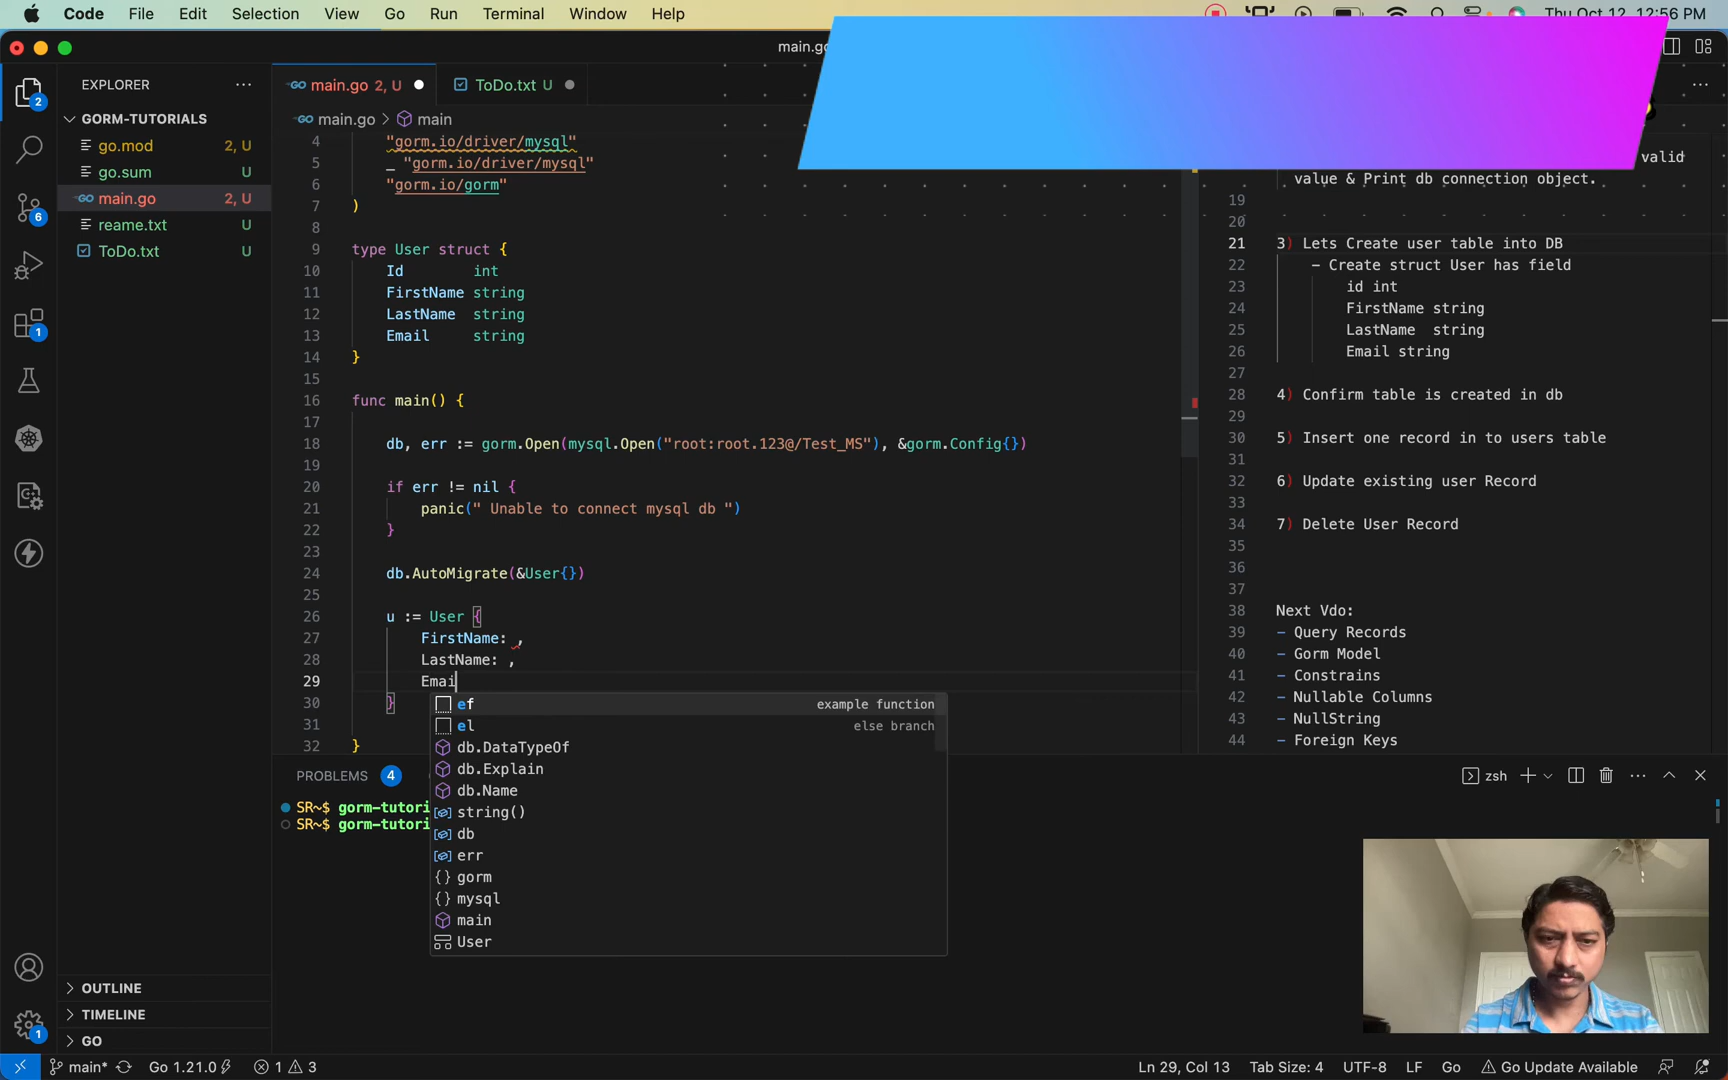 Code File Edit Selection View Go Run Terminal Window Help Thu Oct 12 12:56 PM
main.go
EXPLORER
GORM-TUTORIALS
go.mod 2, U
go.sum U
main.go 2, U
reame.txt U
ToDo.txt U
OUTLINE
TIMELINE
GO
2
6
1
1
main.go 2, U
ToDo.txt U
main.go > main
4 "gorm.io/driver/mysql"
5 _ "gorm.io/driver/mysql"
6 "gorm.io/gorm"
7 )
8
9 type User struct {
10 Id int
11 FirstName string
12 LastName string
13 Email string
14 }
15
16 func main() {
17
18 db, err := gorm.Open(mysql.Open("root:root.123@/Test_MS"), &gorm.Config{})
19
20 if err != nil {
21 panic(" Unable to connect mysql db ")
22 }
23
24 db.AutoMigrate(&User{})
25
26 u := User {
27 FirstName: ,
28 LastName: ,
29 Emai
30 }
31
32 }
ef example function
el else branch
db.DataTypeOf
db.Explain
db.Name
string()
db
err
gorm
mysql
main
User
valid
value & Print db connection object.
19
20
21 3) Lets Create user table into DB
22 - Create struct User has field
23 id int
24 FirstName string
25 LastName string
26 Email string
27
28 4) Confirm table is created in db
29
30 5) Insert one record in to users table
31
32 6) Update existing user Record
33
34 7) Delete User Record
35
36
37
38 Next Vdo:
39 - Query Records
40 - Gorm Model
41 - Constrains
42 - Nullable Columns
43 - NullString
44 - Foreign Keys
PROBLEMS 4
zsh
SR~$ gorm-tutori
SR~$ gorm-tutori
main* Go 1.21.0 1 3 Ln 29, Col 13 Tab Size: 4 UTF-8 LF Go Go Update Available